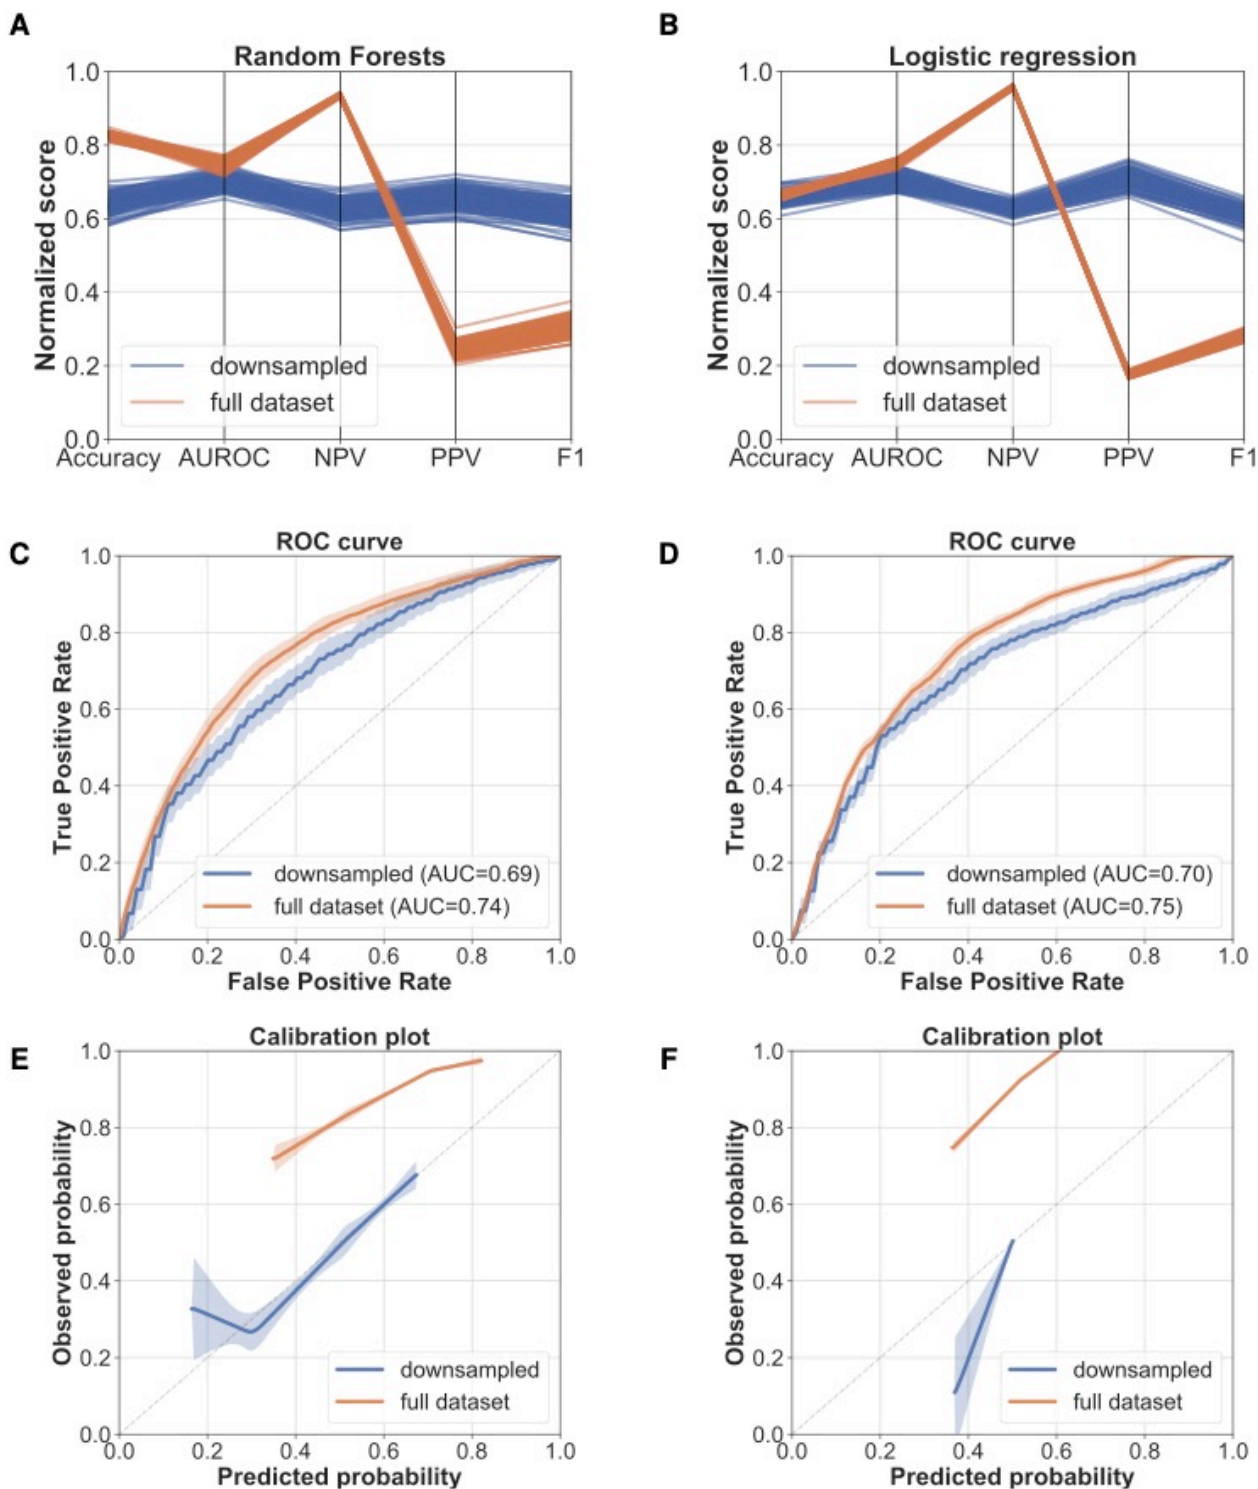 A
Random Forests
Normalized score
1.0
0.8
0.6
0.4
0.2
0.0
downsampled
full dataset
Accuracy AUROC NPV PPV F1
B
Logistic regression
Normalized score
1.0
0.8
0.6
0.4
0.2
0.0
downsampled
full dataset
Accuracy AUROC NPV PPV F1
C
ROC curve
True Positive Rate
1.0
0.8
0.6
0.4
0.2
0.0
downsampled (AUC=0.69)
full dataset (AUC=0.74)
0.0 0.2 0.4 0.6 0.8 1.0
False Positive Rate
D
ROC curve
True Positive Rate
1.0
0.8
0.6
0.4
0.2
0.0
downsampled (AUC=0.70)
full dataset (AUC=0.75)
0.0 0.2 0.4 0.6 0.8 1.0
False Positive Rate
E
Calibration plot
Observed probability
1.0
0.8
0.6
0.4
0.2
0.0
downsampled
full dataset
0.0 0.2 0.4 0.6 0.8 1.0
Predicted probability
F
Calibration plot
Observed probability
1.0
0.8
0.6
0.4
0.2
0.0
downsampled
full dataset
0.0 0.2 0.4 0.6 0.8 1.0
Predicted probability